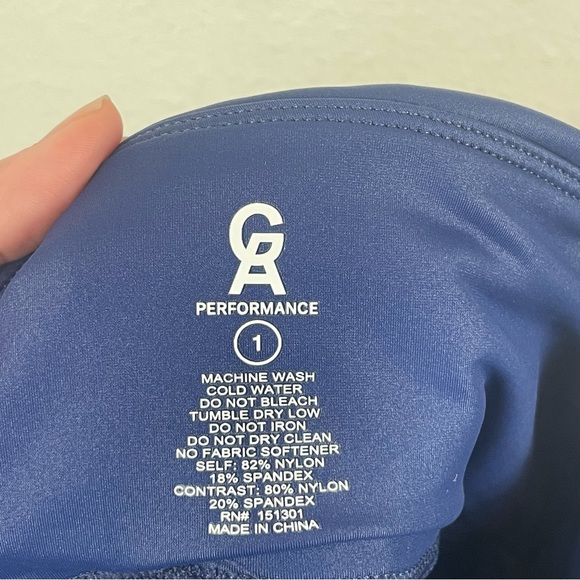 GA
PERFORMANCE
1
MACHINE WASH
COLD WATER
DO NOT BLEACH
TUMBLE DRY LOW
DO NOT IRON
DO NOT DRY CLEAN
NO FABRIC SOFTENER
SELF: 82% NYLON
18% SPANDEX
CONTRAST: 80% NYLON
20% SPANDEX
RN# 151301
MADE IN CHINA